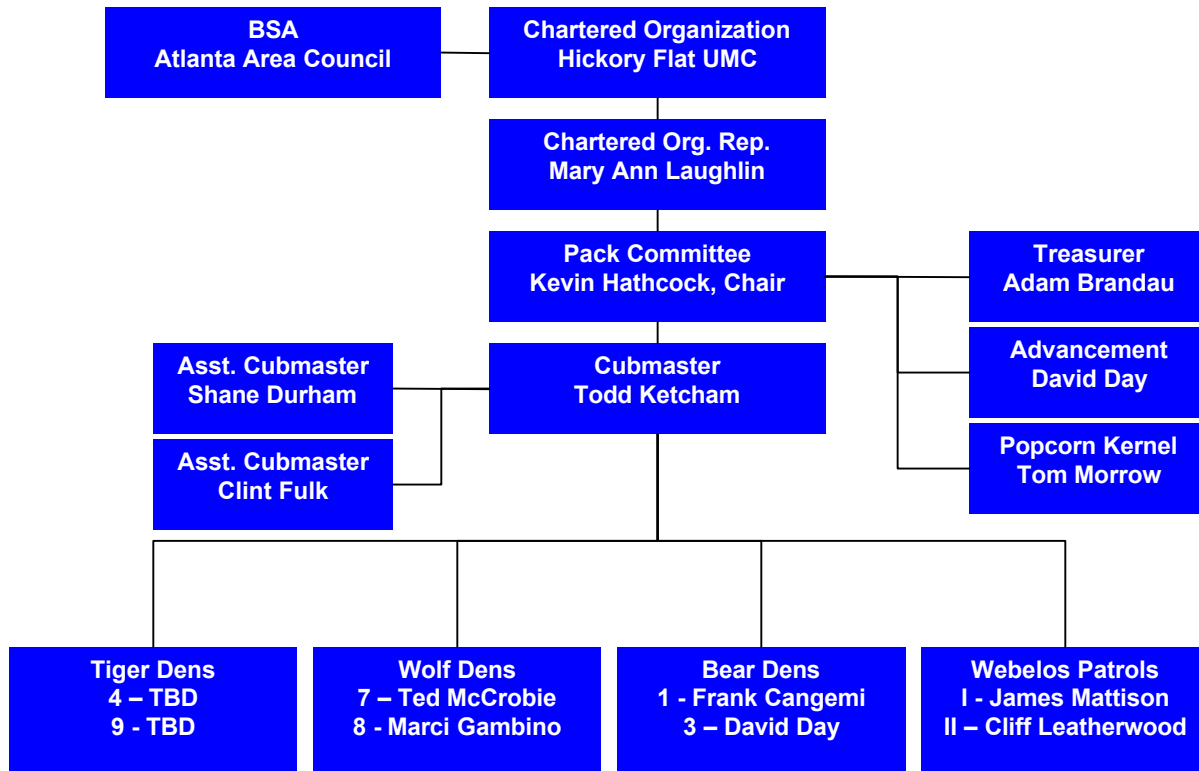 BSA
Atlanta Area Council
Chartered Organization
Hickory Flat UMC
Chartered Org. Rep.
Mary Ann Laughlin
Pack Committee
Kevin Hathcock, Chair
Treasurer
Adam Brandau
Advancement
David Day
Popcorn Kernel
Tom Morrow
Asst. Cubmaster
Shane Durham
Asst. Cubmaster
Clint Fulk
Cubmaster
Todd Ketcham
Tiger Dens
4 – TBD
9 - TBD
Wolf Dens
7 – Ted McCrobie
8 - Marci Gambino
Bear Dens
1 - Frank Cangemi
3 – David Day
Webelos Patrols
I - James Mattison
II – Cliff Leatherwood